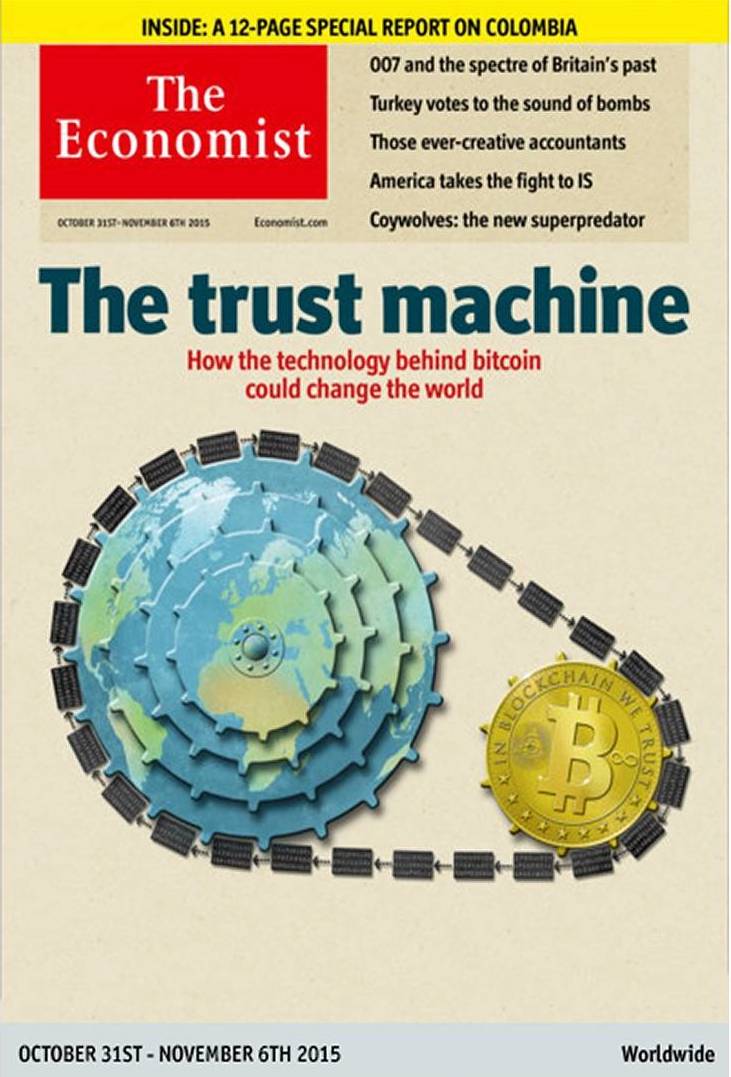 INSIDE: A 12-PAGE SPECIAL REPORT ON COLOMBIA
The
Economist
OCTOBER 31ST–NOVEMBER 6TH 2015
Economist.com
007 and the spectre of Britain's past
Turkey votes to the sound of bombs
Those ever-creative accountants
America takes the fight to IS
Coywolves: the new superpredator
The trust machine
How the technology behind bitcoin
could change the world
IN BLOCKCHAIN WE TRUST
OCTOBER 31ST - NOVEMBER 6TH 2015
Worldwide